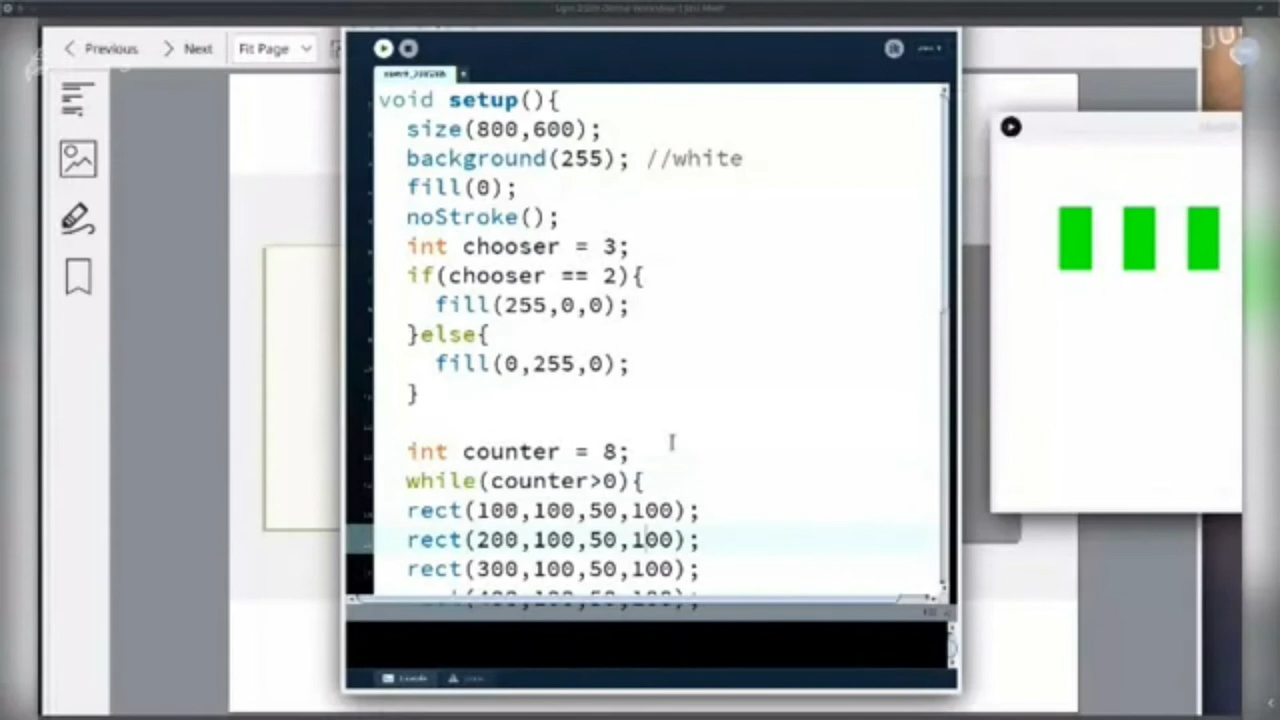 Previous
Next
Fit Page
void setup(){
size(800,600);
background(255); //white
fill(0);
noStroke();
int chooser = 3;
if(chooser == 2){
fill(255,0,0);
}else{
fill(0,255,0);
}
int counter = 8;
while(counter>0){
rect(100,100,50,100);
rect(200,100,50,100);
rect(300,100,50,100);